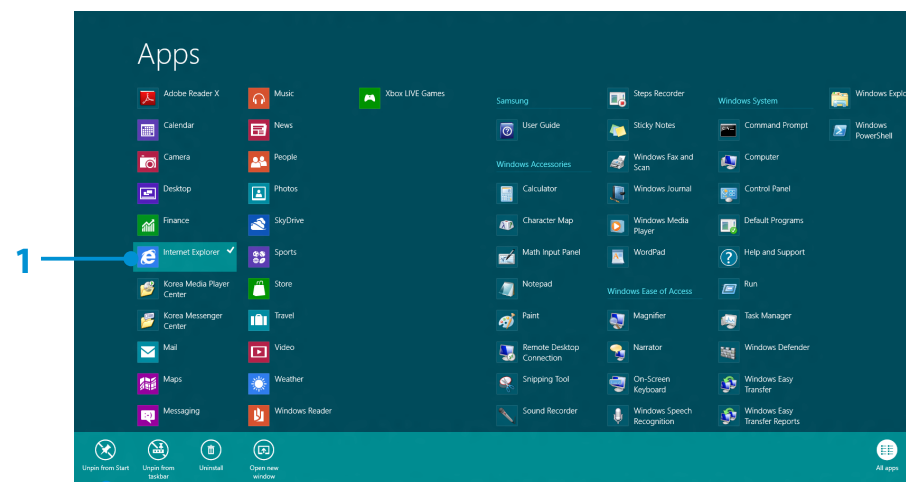 Apps
Adobe Reader X
Calendar
Camera
Desktop
Finance
1
Internet Explorer
Korea Media Player
Center
Korea Messenger
Center
Mail
Maps
Messaging
Music
News
People
Photos
SkyDrive
Sports
Store
Travel
Video
Weather
Windows Reader
Xbox LIVE Games
Samsung
User Guide
Windows Accessories
Calculator
Character Map
Math Input Panel
Notepad
Paint
Remote Desktop
Connection
Snipping Tool
Sound Recorder
Steps Recorder
Sticky Notes
Windows Fax and
Scan
Windows Journal
Windows Media
Player
WordPad
Windows Ease of Access
Magnifier
Narrator
On-Screen
Keyboard
Windows Speech
Recognition
Windows System
Command Prompt
Computer
Control Panel
Default Programs
Help and Support
Run
Task Manager
Windows Defender
Windows Easy
Transfer
Windows Easy
Transfer Reports
Windows Explo
Windows
PowerShell
Unpin from Start
Unpin from
taskbar
Uninstall
Open new
window
All apps